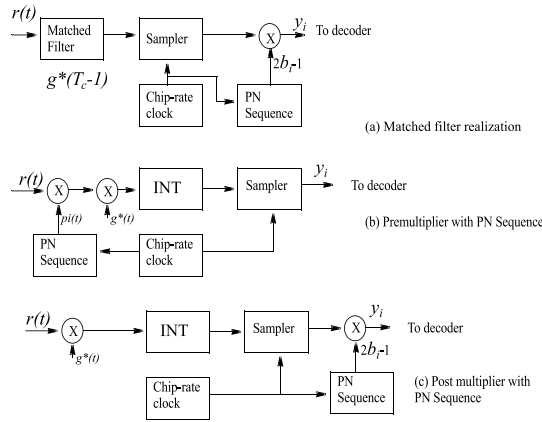 r(t)
Matched
Filter
Sampler
X
y_i
To decoder
2b_i-1
g*(T_c-1)
Chip-rate
clock
PN
Sequence
(a) Matched filter realization
r(t)
X
X
INT
Sampler
y_i
To decoder
pi(t)
g*(t)
(b) Premultiplier with PN Sequence
PN
Sequence
Chip-rate
clock
r(t)
X
INT
Sampler
X
y_i
To decoder
g*(t)
2b_i-1
Chip-rate
clock
PN
Sequence
(c) Post multiplier with
PN Sequence